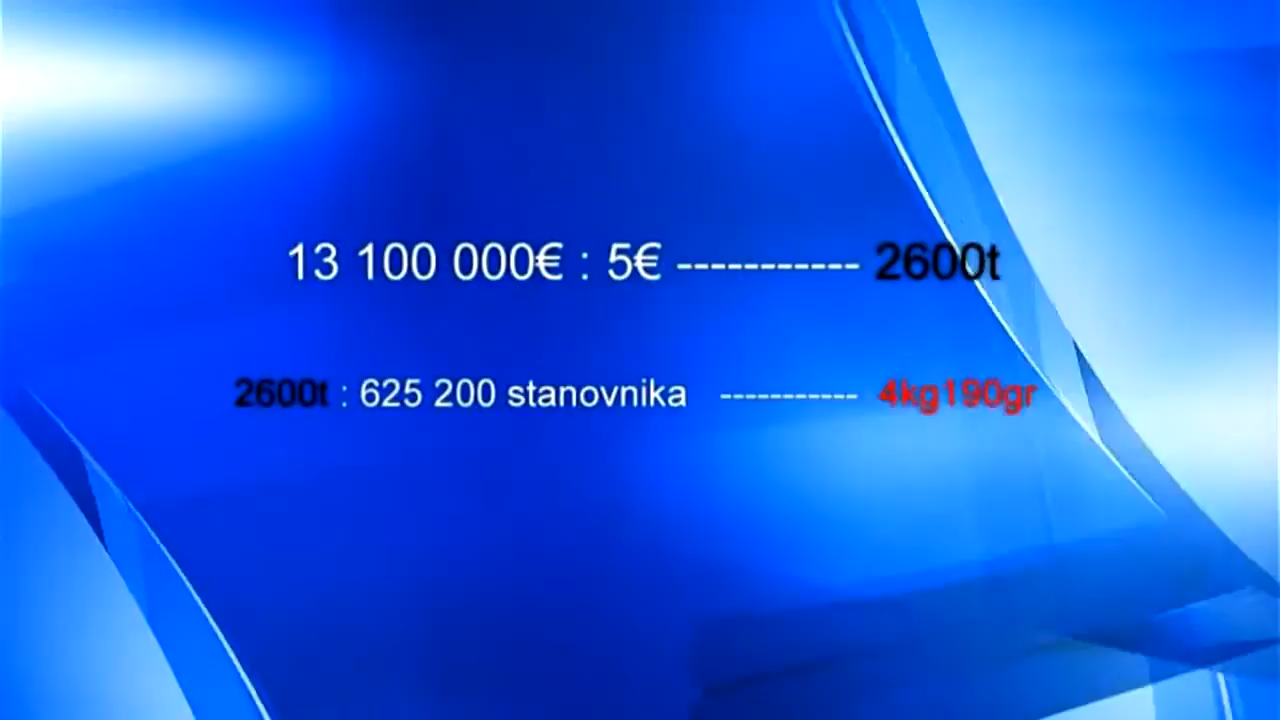 13 100 000€ : 5€ ----------- 2600t
2600t : 625 200 stanovnika ----------- 4kg190gr